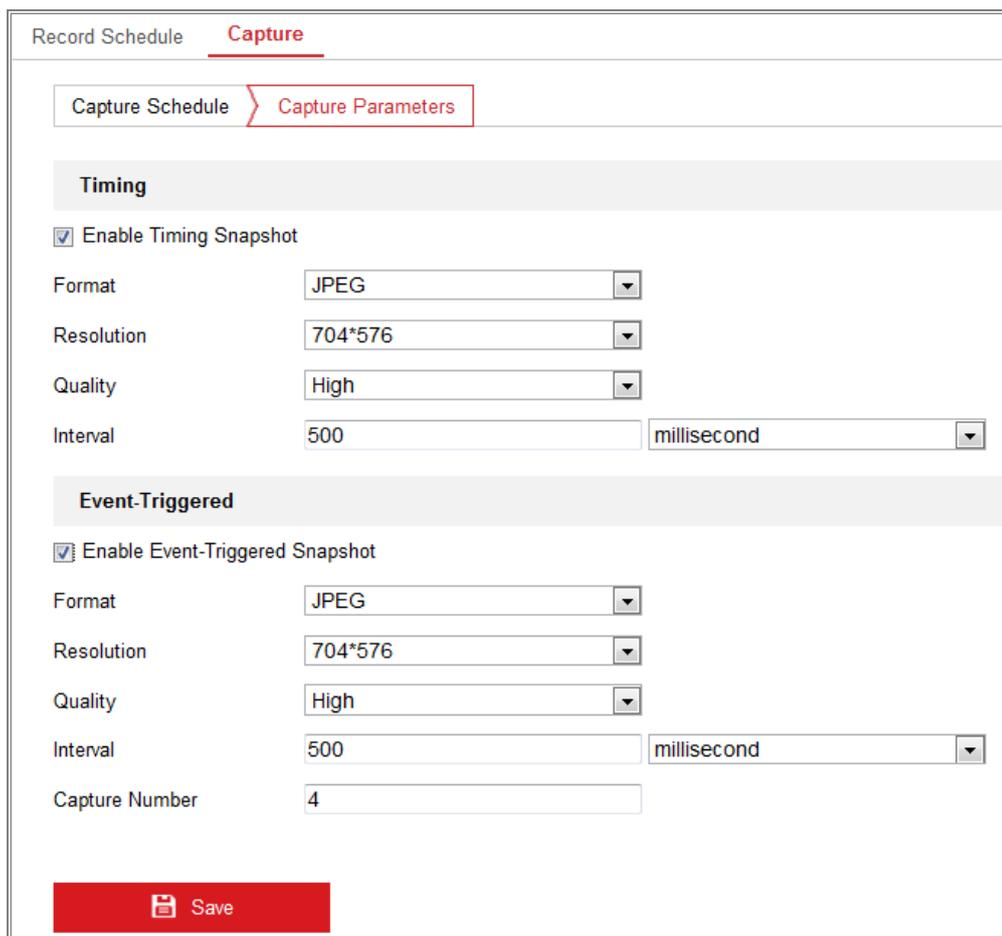 Record Schedule Capture
Capture Schedule Capture Parameters
Timing
Enable Timing Snapshot
Format JPEG
Resolution 704*576
Quality High
Interval 500 millisecond
Event-Triggered
Enable Event-Triggered Snapshot
Format JPEG
Resolution 704*576
Quality High
Interval 500 millisecond
Capture Number 4
Save